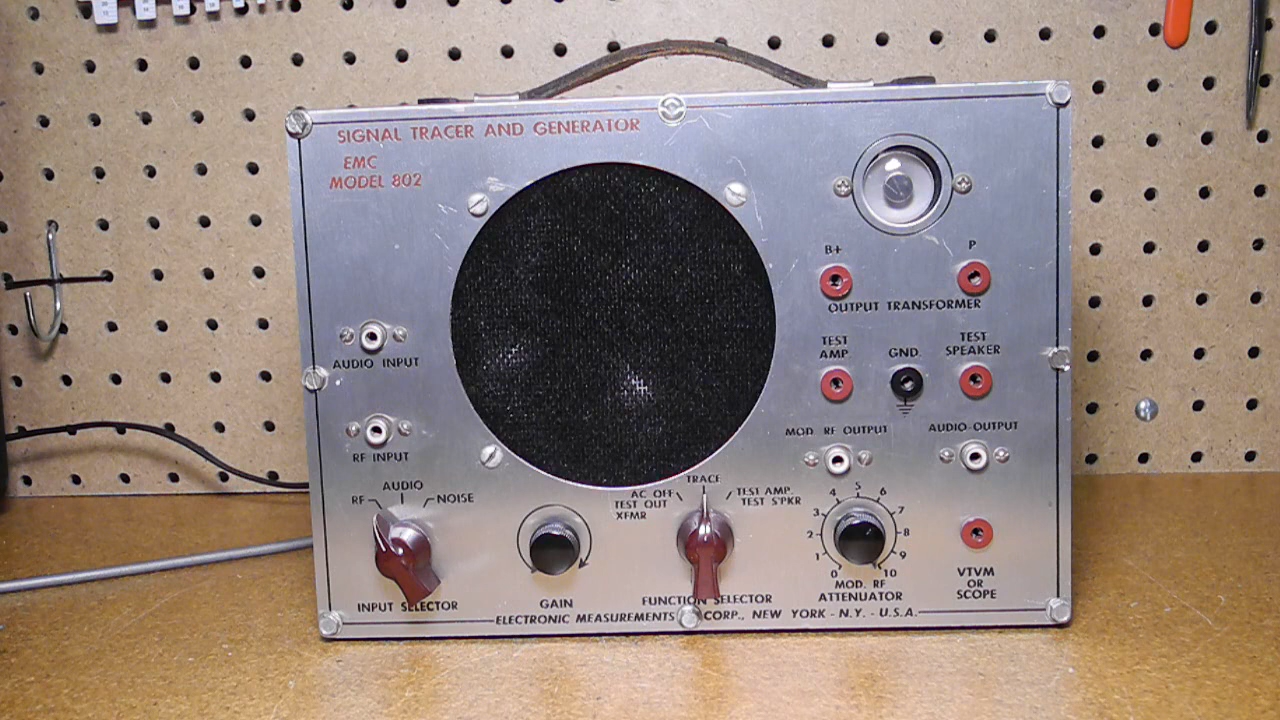 SIGNAL TRACER AND GENERATOR
EMC
MODEL 802
B+
P
OUTPUT TRANSFORMER
TEST
AMP.
GND.
TEST
SPEAKER
AUDIO INPUT
RF INPUT
MOD RF OUTPUT
AUDIO-OUTPUT
RF
AUDIO
NOISE
INPUT SELECTOR
GAIN
AC OFF
TEST OUT
XFMR
TRACE
TEST AMP.
TEST S'PKR
FUNCTION SELECTOR
0
1
2
3
4
5
6
7
8
9
10
MOD. RF
ATTENUATOR
VTVM
OR
SCOPE
ELECTRONIC MEASUREMENTS CORP., NEW YORK - N.Y. - U.S.A.